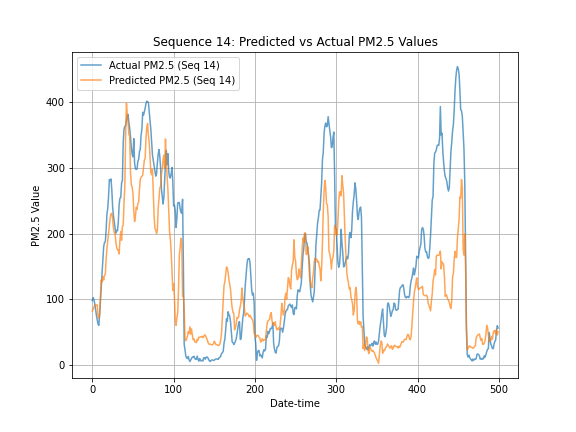 Sequence 14: Predicted vs Actual PM2.5 Values
Actual PM2.5 (Seq 14)
Predicted PM2.5 (Seq 14)
400
300
200
100
0
PM2.5 Value
0 100 200 300 400 500
Date-time